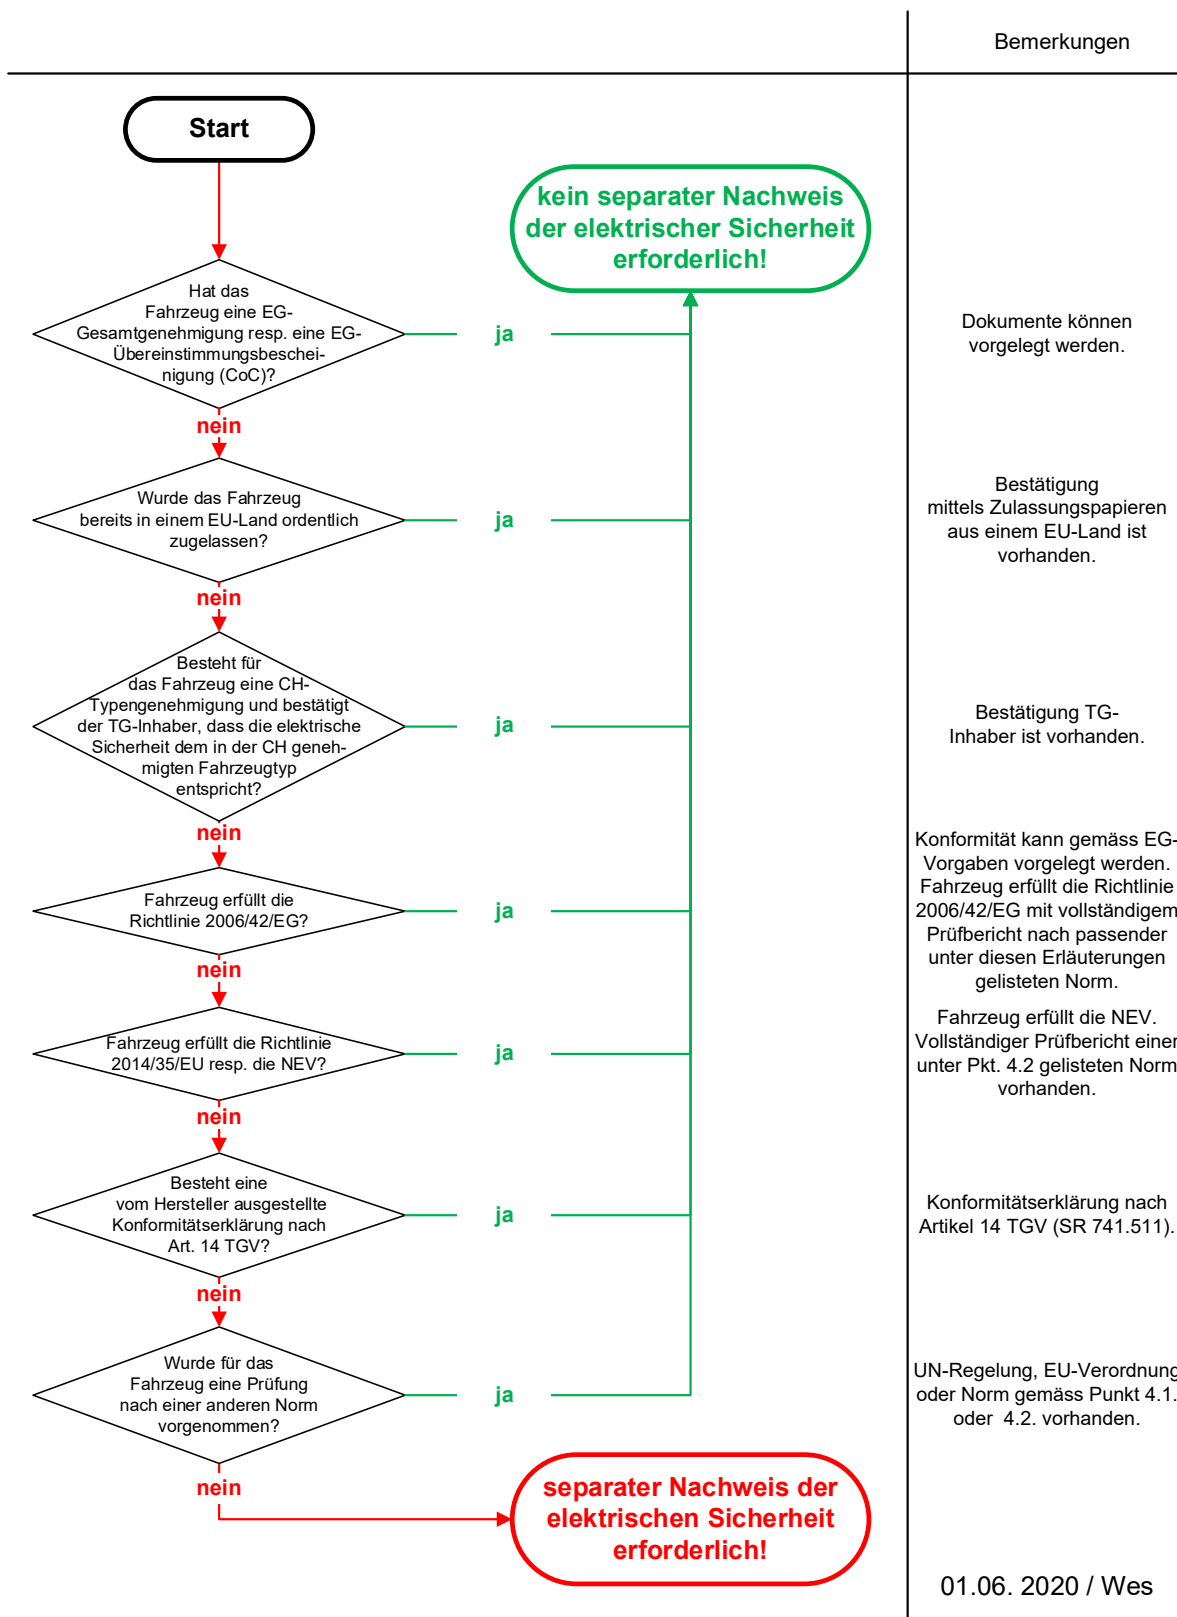 Bemerkungen
Start
kein separater Nachweis
der elektrischer Sicherheit
erforderlich!
Hat das
Fahrzeug eine EG-
Gesamtgenehmigung resp. eine EG-
Übereinstimmungsbeschei-
nigung (CoC)?
ja
Dokumente können
vorgelegt werden.
nein
Wurde das Fahrzeug
bereits in einem EU-Land ordentlich
zugelassen?
ja
Bestätigung
mittels Zulassungspapieren
aus einem EU-Land ist
vorhanden.
nein
Besteht für
das Fahrzeug eine CH-
Typengenehmigung und bestätigt
der TG-Inhaber, dass die elektrische
Sicherheit dem in der CH geneh-
migten Fahrzeugtyp
entspricht?
ja
Bestätigung TG-
Inhaber ist vorhanden.
nein
Fahrzeug erfüllt die
Richtlinie 2006/42/EG?
ja
Konformität kann gemäss EG-
Vorgaben vorgelegt werden.
Fahrzeug erfüllt die Richtlinie
2006/42/EG mit vollständigem
Prüfbericht nach passender
unter diesen Erläuterungen
gelisteten Norm.
nein
Fahrzeug erfüllt die Richtlinie
2014/35/EU resp. die NEV?
ja
Fahrzeug erfüllt die NEV.
Vollständiger Prüfbericht einer
unter Pkt. 4.2 gelisteten Norm
vorhanden.
nein
Besteht eine
vom Hersteller ausgestellte
Konformitätserklärung nach
Art. 14 TGV?
ja
Konformitätserklärung nach
Artikel 14 TGV (SR 741.511).
nein
Wurde für das
Fahrzeug eine Prüfung
nach einer anderen Norm
vorgenommen?
ja
UN-Regelung, EU-Verordnung
oder Norm gemäss Punkt 4.1.
oder 4.2. vorhanden.
nein
separater Nachweis der
elektrischen Sicherheit
erforderlich!
01.06. 2020 / Wes